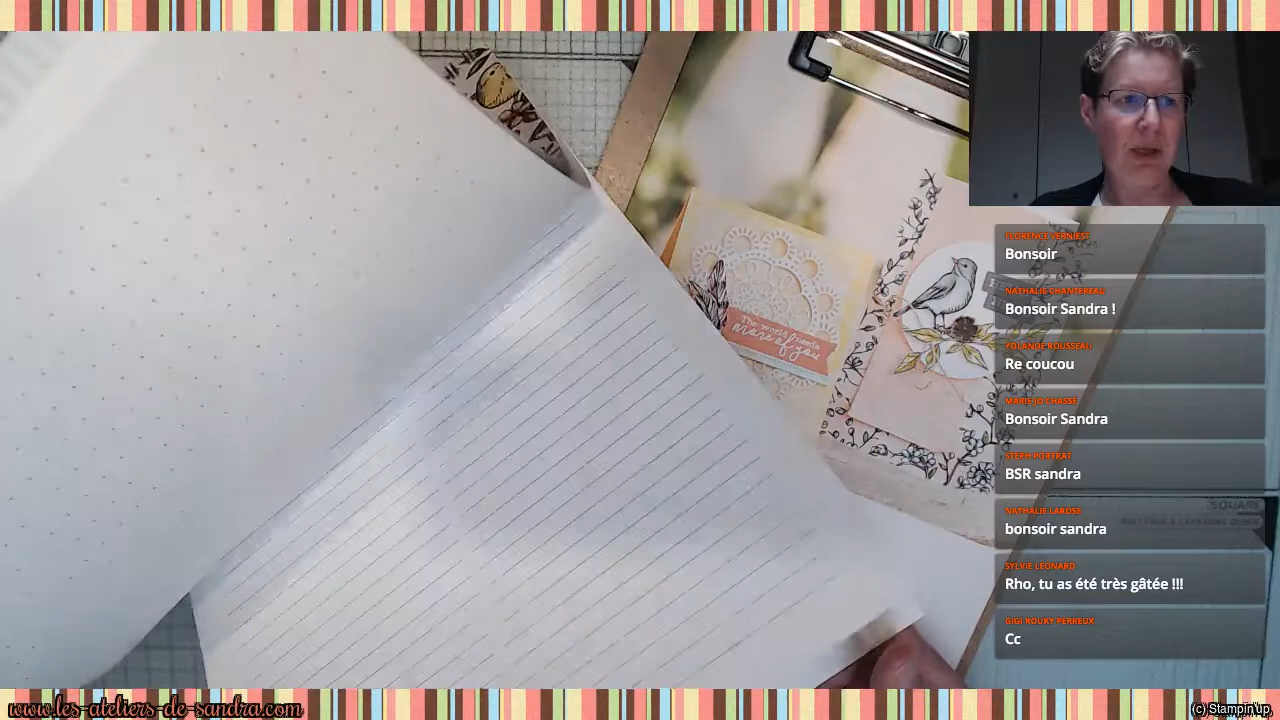 The world needs
more of you
FLORENCE VERNIEST
Bonsoir
NATHALIE CHANTEREAU
Bonsoir Sandra !
YOLANDE ROUSSEAU
Re coucou
MARIE JO CHASSE
Bonsoir Sandra
STEPH PORTRAT
BSR sandra
NATHALIE LAROSE
bonsoir sandra
SYLVIE LEONARD
Rho, tu as été très gâtée !!!
GIGI ROUKY PERREUX
Cc
SQUARE
www.les-ateliers-de-sandra.com
(c) Stampin'up